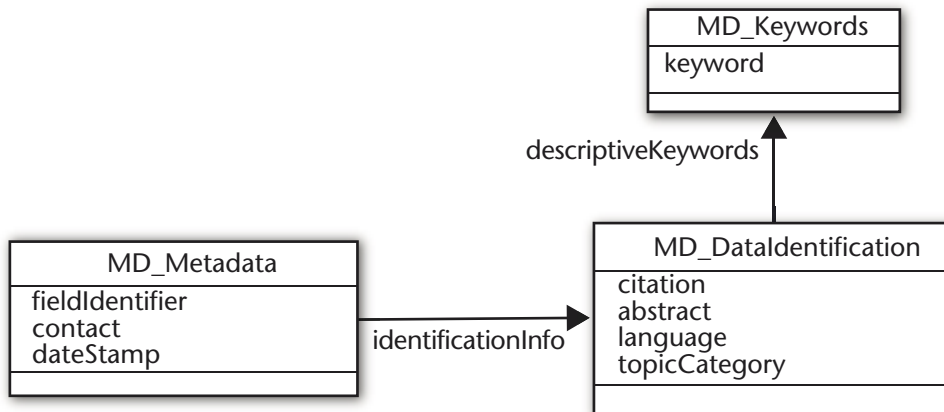 MD_Keywords
keyword
descriptiveKeywords
MD_Metadata
fieldIdentifier
contact
dateStamp
identificationInfo
MD_DataIdentification
citation
abstract
language
topicCategory